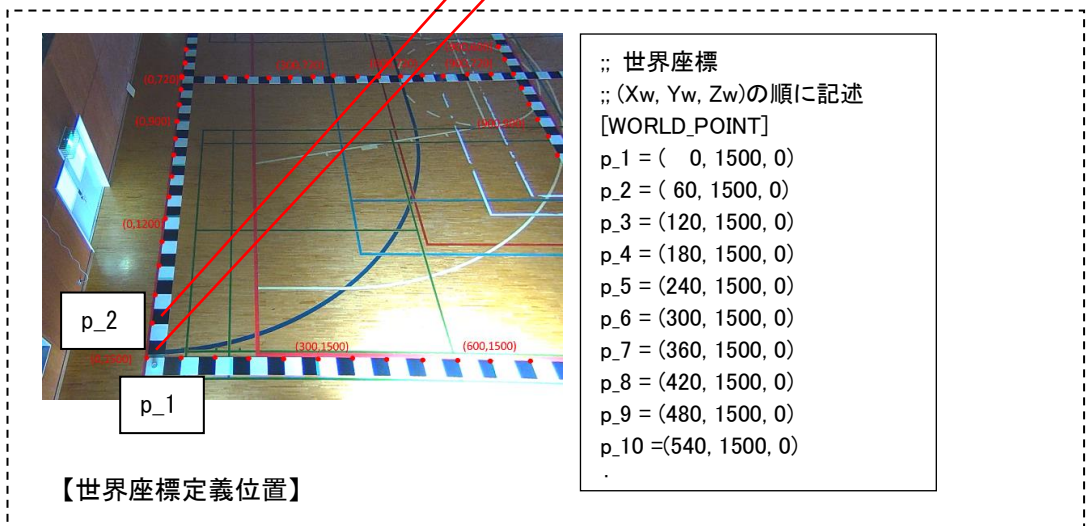 (0,720)
(0,900)
(0,1200)
(300,1500)
(600,1500)
p_2
p_1
【世界座標定義位置】
;; 世界座標
;; (Xw, Yw, Zw)の順に記述
[WORLD_POINT]
p_1 = (   0, 1500, 0)
p_2 = ( 60, 1500, 0)
p_3 = (120, 1500, 0)
p_4 = (180, 1500, 0)
p_5 = (240, 1500, 0)
p_6 = (300, 1500, 0)
p_7 = (360, 1500, 0)
p_8 = (420, 1500, 0)
p_9 = (480, 1500, 0)
p_10 =(540, 1500, 0)
.